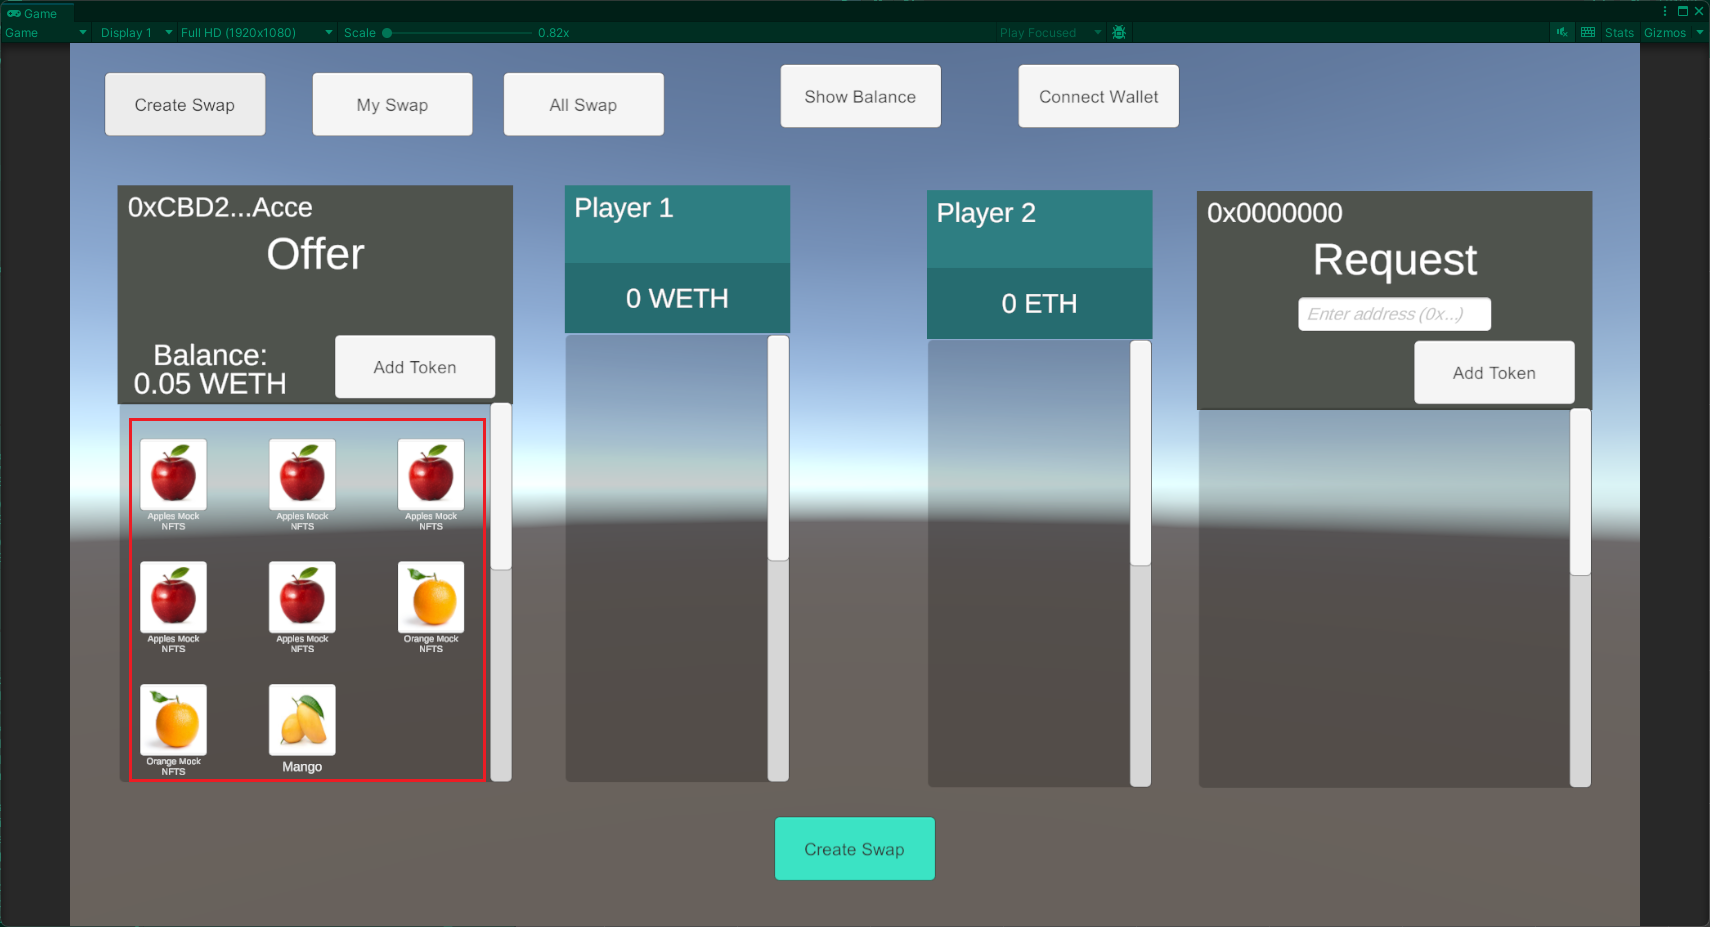 Game
Game
Display 1
Full HD (1920x1080)
Scale
0.82x
Play Focused
Stats
Gizmos
Create Swap
My Swap
All Swap
Show Balance
Connect Wallet
0xCBD2...Acce
Offer
Balance:
0.05 WETH
Add Token
Apples Mock
NFTS
Apples Mock
NFTS
Apples Mock
NFTS
Apples Mock
NFTS
Apples Mock
NFTS
Orange Mock
NFTS
Orange Mock
NFTS
Mango
Player 1
0 WETH
Player 2
0 ETH
0x0000000
Request
Enter address (0x...)
Add Token
Create Swap